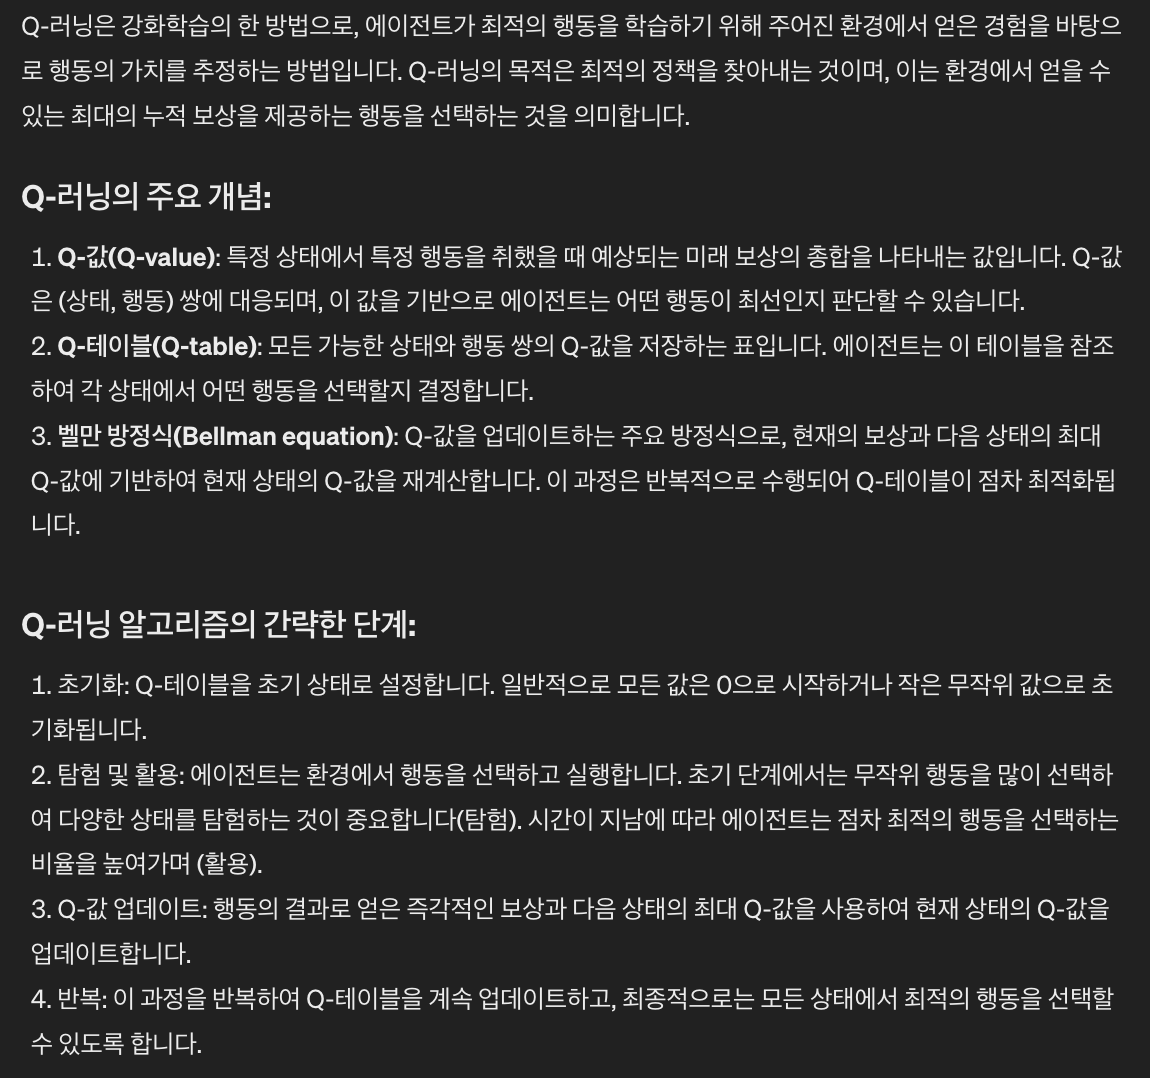 Q-러닝은 강화학습의 한 방법으로, 에이전트가 최적의 행동을 학습하기 위해 주어진 환경에서 얻은 경험을 바탕으
로 행동의 가치를 추정하는 방법입니다. Q-러닝의 목적은 최적의 정책을 찾아내는 것이며, 이는 환경에서 얻을 수
있는 최대의 누적 보상을 제공하는 행동을 선택하는 것을 의미합니다.
Q-러닝의 주요 개념:
1. Q-값(Q-value): 특정 상태에서 특정 행동을 취했을 때 예상되는 미래 보상의 총합을 나타내는 값입니다. Q-값
은 (상태, 행동) 쌍에 대응되며, 이 값을 기반으로 에이전트는 어떤 행동이 최선인지 판단할 수 있습니다.
2. Q-테이블(Q-table): 모든 가능한 상태와 행동 쌍의 Q-값을 저장하는 표입니다. 에이전트는 이 테이블을 참조
하여 각 상태에서 어떤 행동을 선택할지 결정합니다.
3. 벨만 방정식(Bellman equation): Q-값을 업데이트하는 주요 방정식으로, 현재의 보상과 다음 상태의 최대
Q-값에 기반하여 현재 상태의 Q-값을 재계산합니다. 이 과정은 반복적으로 수행되어 Q-테이블이 점차 최적화됩
니다.
Q-러닝 알고리즘의 간략한 단계:
1. 초기화: Q-테이블을 초기 상태로 설정합니다. 일반적으로 모든 값은 0으로 시작하거나 작은 무작위 값으로 초
기화됩니다.
2. 탐험 및 활용: 에이전트는 환경에서 행동을 선택하고 실행합니다. 초기 단계에서는 무작위 행동을 많이 선택하
여 다양한 상태를 탐험하는 것이 중요합니다(탐험). 시간이 지남에 따라 에이전트는 점차 최적의 행동을 선택하는
비율을 높여가며 (활용).
3. Q-값 업데이트: 행동의 결과로 얻은 즉각적인 보상과 다음 상태의 최대 Q-값을 사용하여 현재 상태의 Q-값을
업데이트합니다.
4. 반복: 이 과정을 반복하여 Q-테이블을 계속 업데이트하고, 최종적으로는 모든 상태에서 최적의 행동을 선택할
수 있도록 합니다.